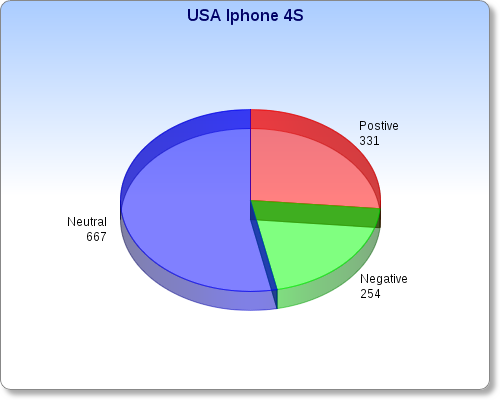 USA Iphone 4S
Postive
331
Neutral
667
Negative
254